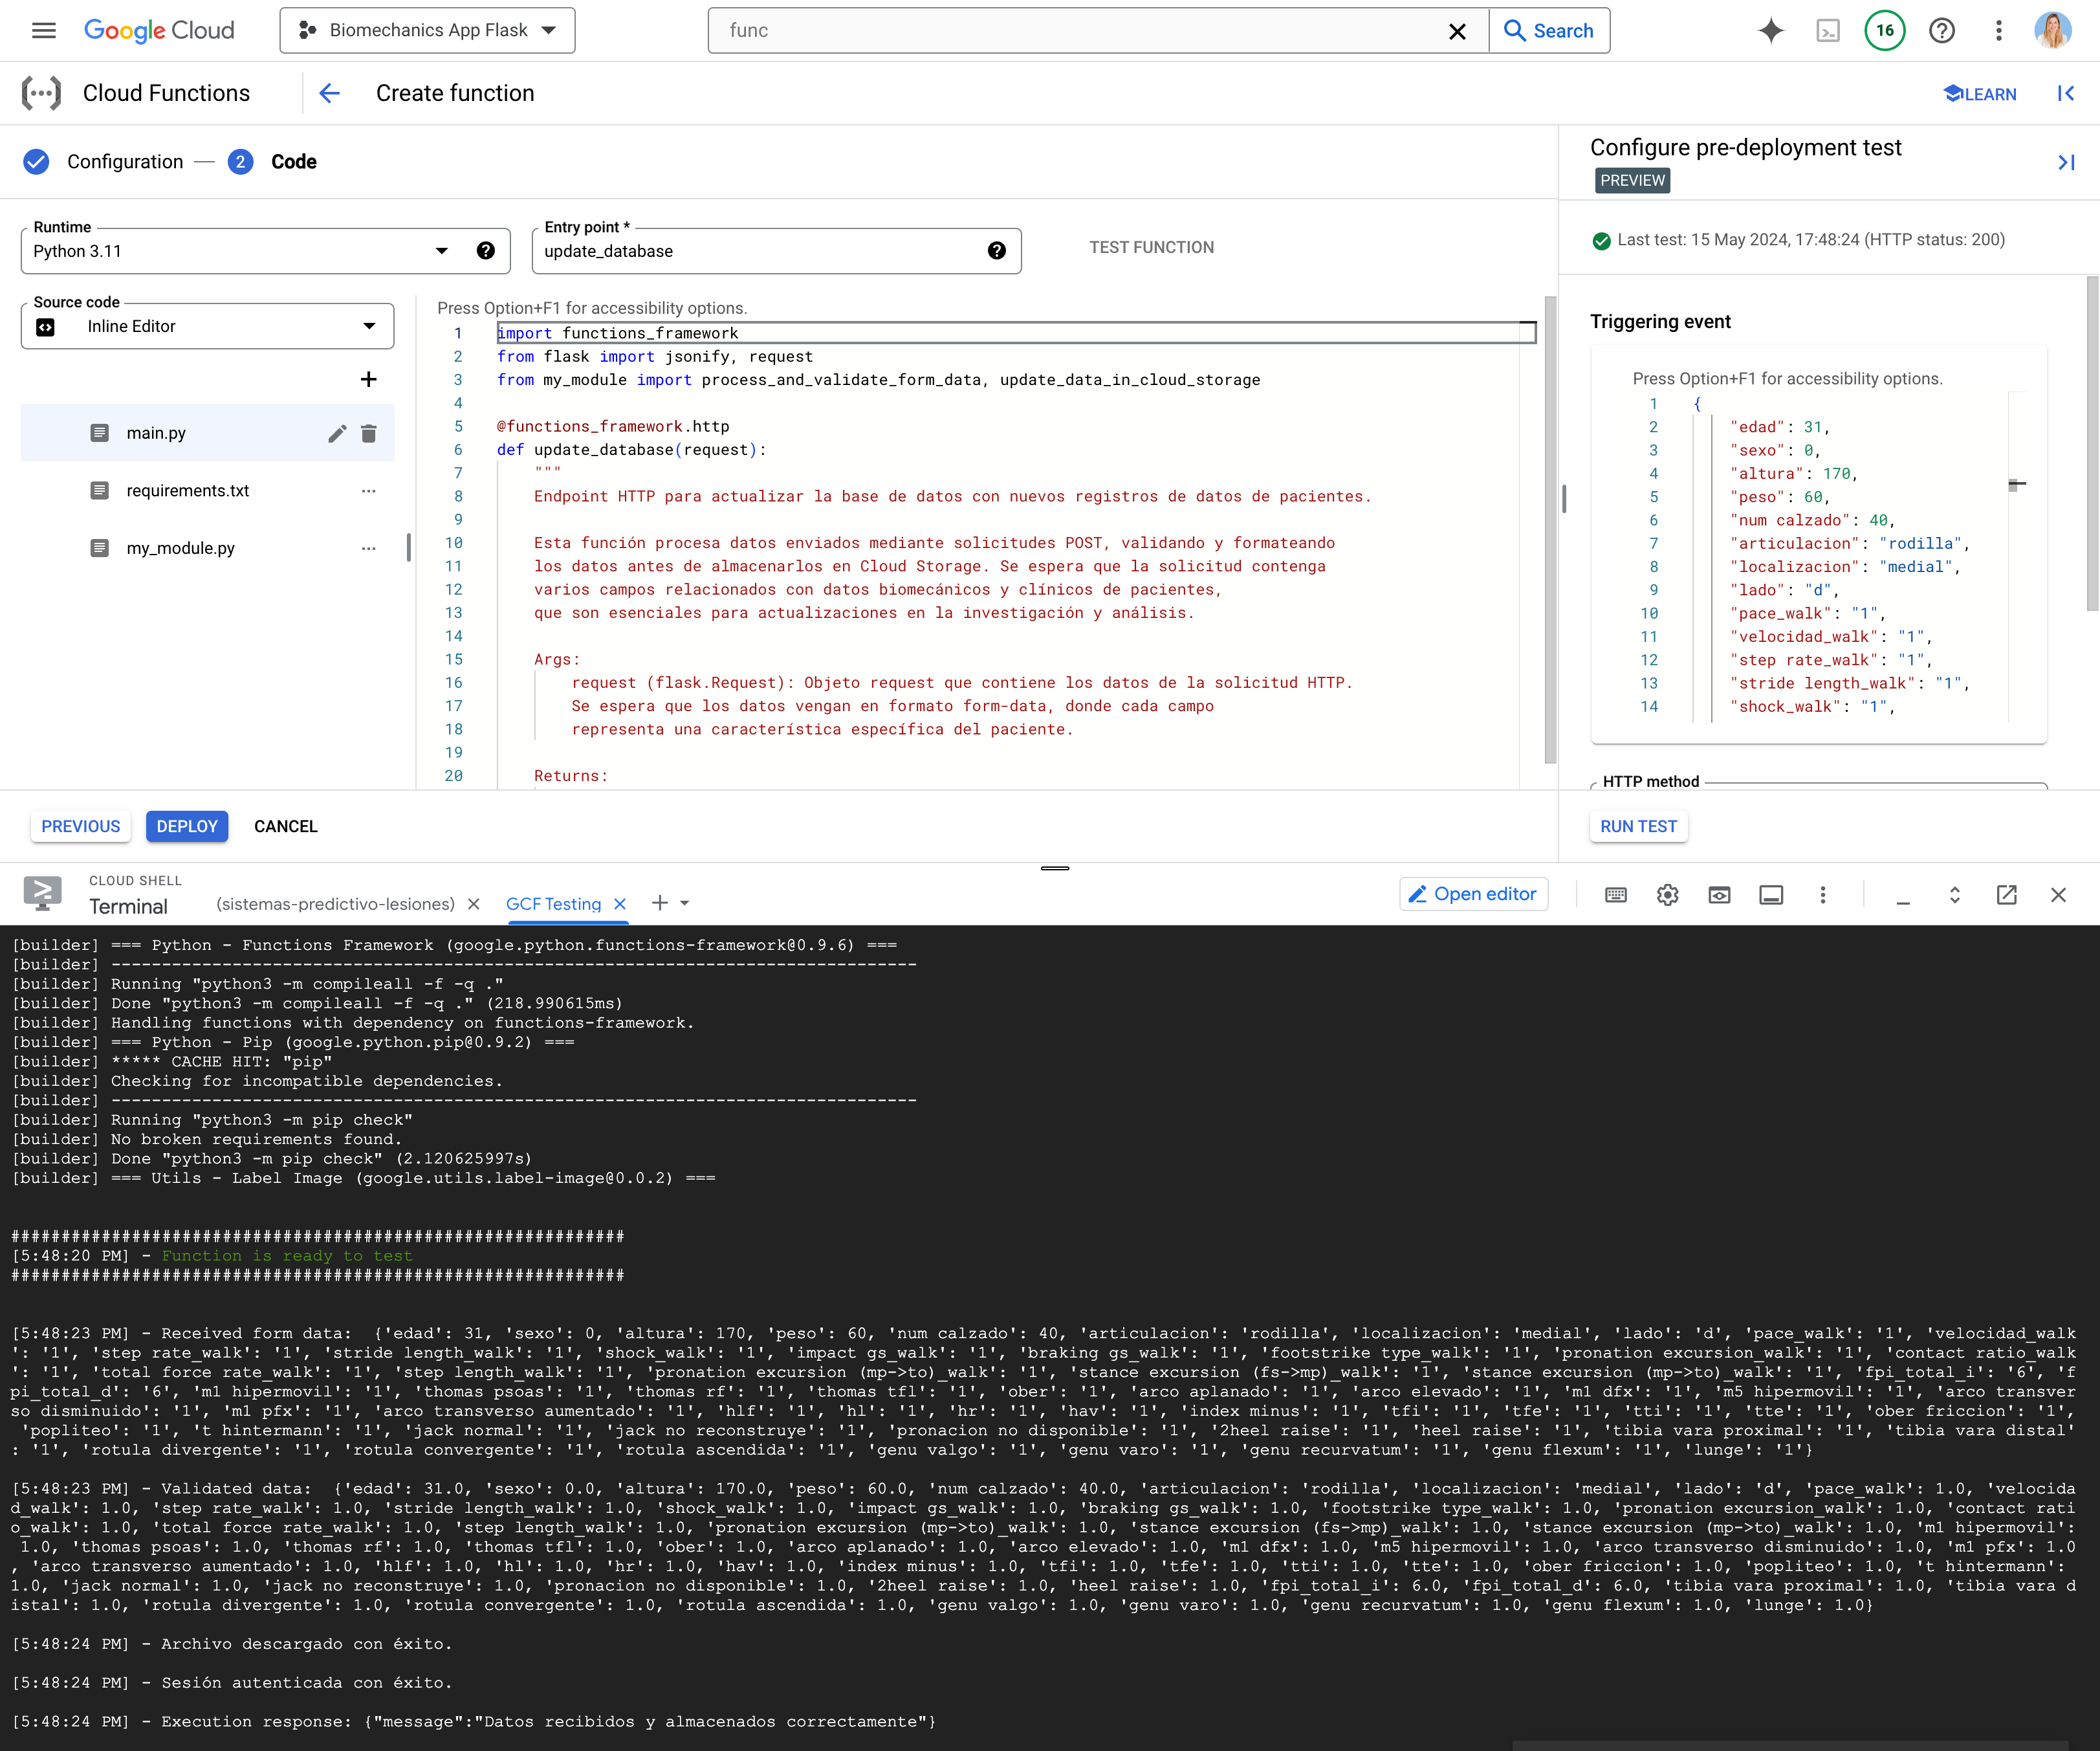 Google Cloud
Biomechanics App Flask
func
Search
16
Cloud Functions
Create function
LEARN
Configuration — 2 Code
Configure pre-deployment test
PREVIEW
Runtime
Python 3.11
Entry point *
update_database
TEST FUNCTION
Last test: 15 May 2024, 17:48:24 (HTTP status: 200)
Source code
Inline Editor
main.py
requirements.txt
my_module.py
Press Option+F1 for accessibility options.
1 import functions_framework
2 from flask import jsonify, request
3 from my_module import process_and_validate_form_data, update_data_in_cloud_storage
4
5 @functions_framework.http
6 def update_database(request):
7 """
8 Endpoint HTTP para actualizar la base de datos con nuevos registros de datos de pacientes.
9
10 Esta función procesa datos enviados mediante solicitudes POST, validando y formateando
11 los datos antes de almacenarlos en Cloud Storage. Se espera que la solicitud contenga
12 varios campos relacionados con datos biomecánicos y clínicos de pacientes,
13 que son esenciales para actualizaciones en la investigación y análisis.
14
15 Args:
16 request (flask.Request): Objeto request que contiene los datos de la solicitud HTTP.
17 Se espera que los datos vengan en formato form-data, donde cada campo
18 representa una característica específica del paciente.
19
20 Returns:
Triggering event
Press Option+F1 for accessibility options.
1 {
2 "edad": 31,
3 "sexo": 0,
4 "altura": 170,
5 "peso": 60,
6 "num calzado": 40,
7 "articulacion": "rodilla",
8 "localizacion": "medial",
9 "lado": "d",
10 "pace_walk": "1",
11 "velocidad_walk": "1",
12 "step rate_walk": "1",
13 "stride length_walk": "1",
14 "shock_walk": "1",
HTTP method
PREVIOUS
DEPLOY
CANCEL
RUN TEST
CLOUD SHELL
Terminal
(sistemas-predictivo-lesiones)
GCF Testing
Open editor
[builder] === Python - Functions Framework (google.python.functions-framework@0.9.6) ===
[builder] --------------------------------------------------------------------------------
[builder] Running "python3 -m compileall -f -q ."
[builder] Done "python3 -m compileall -f -q ." (218.990615ms)
[builder] Handling functions with dependency on functions-framework.
[builder] === Python - Pip (google.python.pip@0.9.2) ===
[builder] ***** CACHE HIT: "pip"
[builder] Checking for incompatible dependencies.
[builder] --------------------------------------------------------------------------------
[builder] Running "python3 -m pip check"
[builder] No broken requirements found.
[builder] Done "python3 -m pip check" (2.120625997s)
[builder] === Utils - Label Image (google.utils.label-image@0.0.2) ===
#############################################################
[5:48:20 PM] - Function is ready to test
#############################################################
[5:48:23 PM] - Received form data:  {'edad': 31, 'sexo': 0, 'altura': 170, 'peso': 60, 'num calzado': 40, 'articulacion': 'rodilla', 'localizacion': 'medial', 'lado': 'd', 'pace_walk': '1', 'velocidad_walk
': '1', 'step rate_walk': '1', 'stride length_walk': '1', 'shock_walk': '1', 'impact gs_walk': '1', 'braking gs_walk': '1', 'footstrike type_walk': '1', 'pronation excursion_walk': '1', 'contact ratio_walk
': '1', 'total force rate_walk': '1', 'step length_walk': '1', 'pronation excursion (mp->to)_walk': '1', 'stance excursion (fs->mp)_walk': '1', 'stance excursion (mp->to)_walk': '1', 'fpi_total_i': '6', 'f
pi_total_d': '6', 'm1 hipermovil': '1', 'thomas psoas': '1', 'thomas rf': '1', 'thomas tfl': '1', 'ober': '1', 'arco aplanado': '1', 'arco elevado': '1', 'm1 dfx': '1', 'm5 hipermovil': '1', 'arco transver
so disminuido': '1', 'm1 pfx': '1', 'arco transverso aumentado': '1', 'hlf': '1', 'hl': '1', 'hr': '1', 'hav': '1', 'index minus': '1', 'tfi': '1', 'tfe': '1', 'tti': '1', 'tte': '1', 'ober friccion': '1',
'popliteo': '1', 't hintermann': '1', 'jack normal': '1', 'jack no reconstruye': '1', 'pronacion no disponible': '1', '2heel raise': '1', 'heel raise': '1', 'tibia vara proximal': '1', 'tibia vara distal'
: '1', 'rotula divergente': '1', 'rotula convergente': '1', 'rotula ascendida': '1', 'genu valgo': '1', 'genu varo': '1', 'genu recurvatum': '1', 'genu flexum': '1', 'lunge': '1'}
[5:48:23 PM] - Validated data:  {'edad': 31.0, 'sexo': 0.0, 'altura': 170.0, 'peso': 60.0, 'num calzado': 40.0, 'articulacion': 'rodilla', 'localizacion': 'medial', 'lado': 'd', 'pace_walk': 1.0, 'velocida
d_walk': 1.0, 'step rate_walk': 1.0, 'stride length_walk': 1.0, 'shock_walk': 1.0, 'impact gs_walk': 1.0, 'braking gs_walk': 1.0, 'footstrike type_walk': 1.0, 'pronation excursion_walk': 1.0, 'contact rati
o_walk': 1.0, 'total force rate_walk': 1.0, 'step length_walk': 1.0, 'pronation excursion (mp->to)_walk': 1.0, 'stance excursion (fs->mp)_walk': 1.0, 'stance excursion (mp->to)_walk': 1.0, 'm1 hipermovil':
1.0, 'thomas psoas': 1.0, 'thomas rf': 1.0, 'thomas tfl': 1.0, 'ober': 1.0, 'arco aplanado': 1.0, 'arco elevado': 1.0, 'm1 dfx': 1.0, 'm5 hipermovil': 1.0, 'arco transverso disminuido': 1.0, 'm1 pfx': 1.0
, 'arco transverso aumentado': 1.0, 'hlf': 1.0, 'hl': 1.0, 'hr': 1.0, 'hav': 1.0, 'index minus': 1.0, 'tfi': 1.0, 'tfe': 1.0, 'tti': 1.0, 'tte': 1.0, 'ober friccion': 1.0, 'popliteo': 1.0, 't hintermann':
1.0, 'jack normal': 1.0, 'jack no reconstruye': 1.0, 'pronacion no disponible': 1.0, '2heel raise': 1.0, 'heel raise': 1.0, 'fpi_total_i': 6.0, 'fpi_total_d': 6.0, 'tibia vara proximal': 1.0, 'tibia vara d
istal': 1.0, 'rotula divergente': 1.0, 'rotula convergente': 1.0, 'rotula ascendida': 1.0, 'genu valgo': 1.0, 'genu varo': 1.0, 'genu recurvatum': 1.0, 'genu flexum': 1.0, 'lunge': 1.0}
[5:48:24 PM] - Archivo descargado con éxito.
[5:48:24 PM] - Sesión autenticada con éxito.
[5:48:24 PM] - Execution response: {"message":"Datos recibidos y almacenados correctamente"}